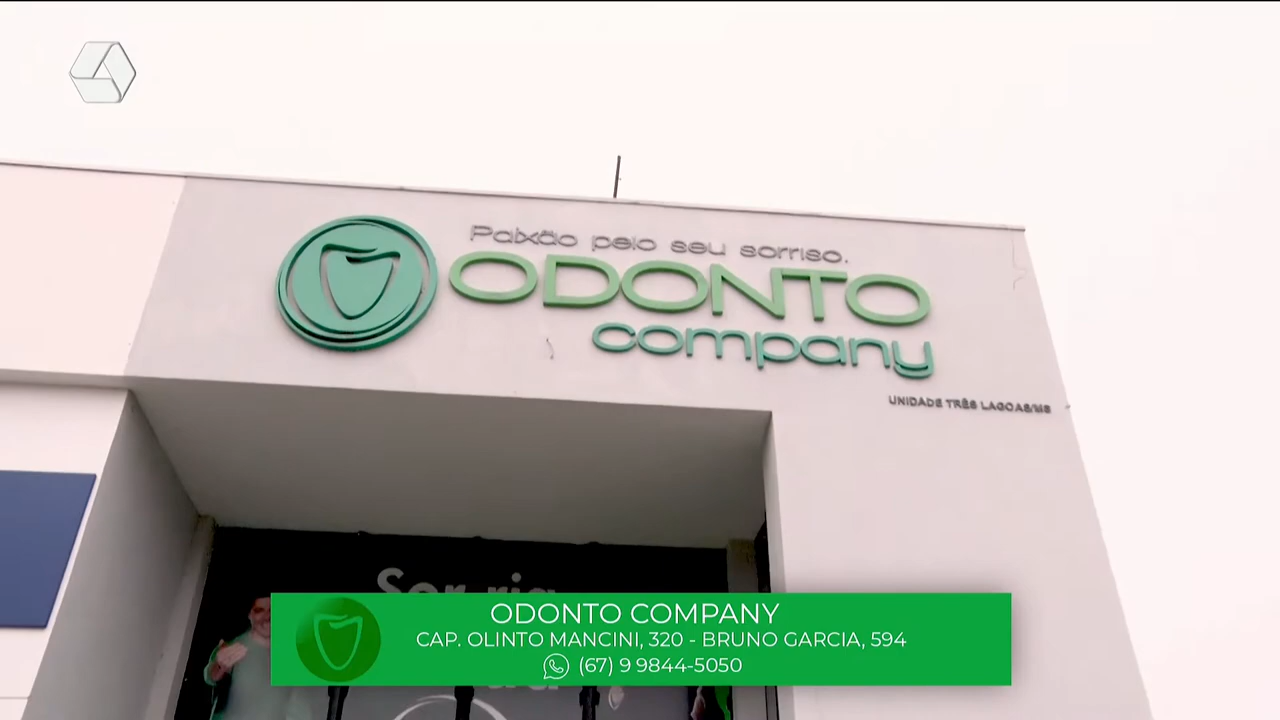 Paixão pelo seu sorriso.
ODONTO
company
UNIDADE TRÊS LAGOAS/MS
ODONTO COMPANY
CAP. OLINTO MANCINI, 320 - BRUNO GARCIA, 594
(67) 9 9844-5050